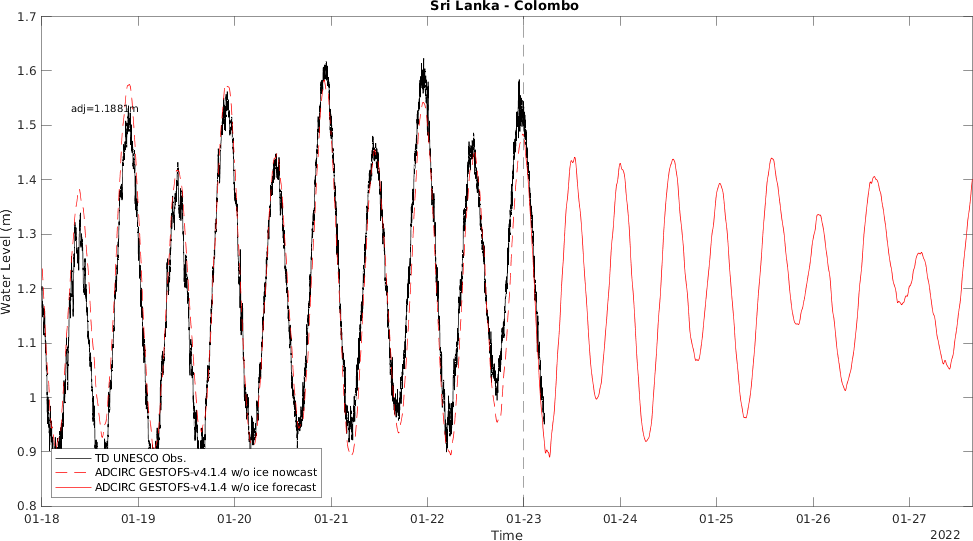 Sri Lanka - Colombo
1.7
1.6
1.5
1.4
1.3
1.2
1.1
1
0.9
0.8
Water Level (m)
adj=1.1881m
TD UNESCO Obs.
ADCIRC GESTOFS-v4.1.4 w/o ice nowcast
ADCIRC GESTOFS-v4.1.4 w/o ice forecast
01-18 01-19 01-20 01-21 01-22 01-23 01-24 01-25 01-26 01-27
Time
2022